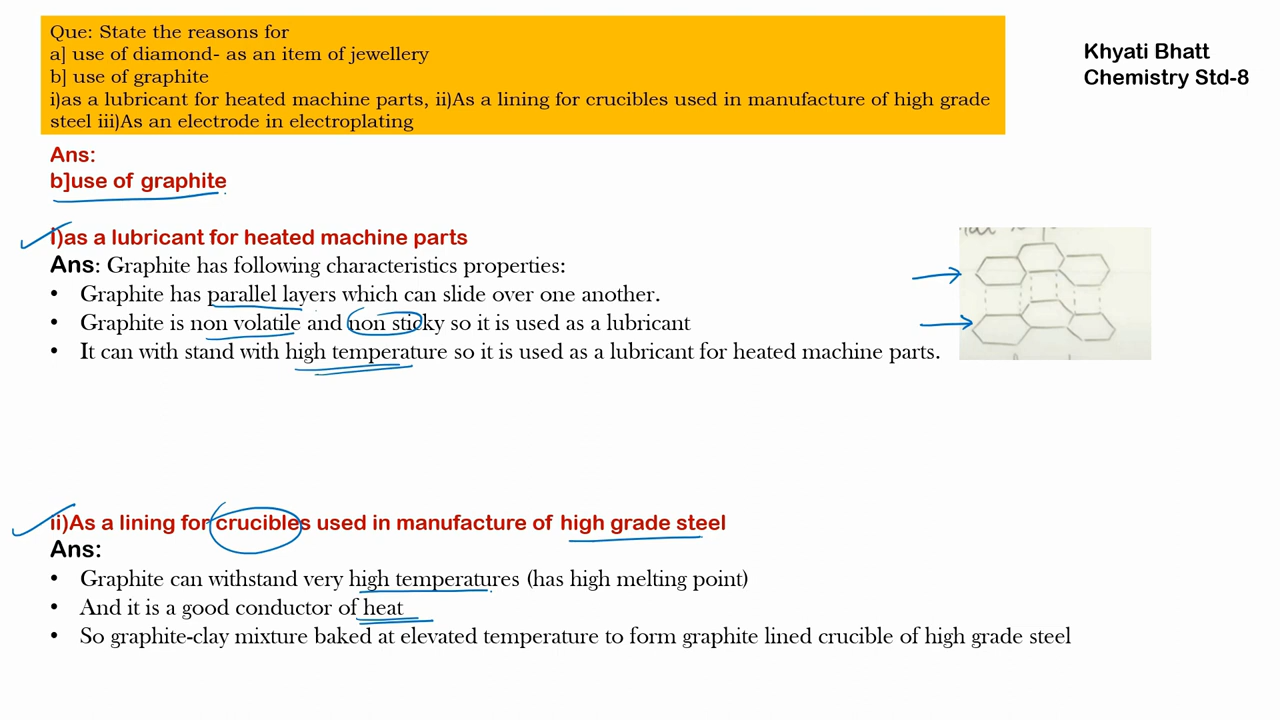 Que: State the reasons for
a] use of diamond- as an item of jewellery
b] use of graphite
i)as a lubricant for heated machine parts, ii)As a lining for crucibles used in manufacture of high grade
steel iii)As an electrode in electroplating
Khyati Bhatt
Chemistry Std-8
Ans:
b]use of graphite
i)as a lubricant for heated machine parts
Ans: Graphite has following characteristics properties:
• Graphite has parallel layers which can slide over one another.
• Graphite is non volatile and non sticky so it is used as a lubricant
• It can with stand with high temperature so it is used as a lubricant for heated machine parts.
ii)As a lining for crucibles used in manufacture of high grade steel
Ans:
• Graphite can withstand very high temperatures (has high melting point)
• And it is a good conductor of heat
• So graphite-clay mixture baked at elevated temperature to form graphite lined crucible of high grade steel